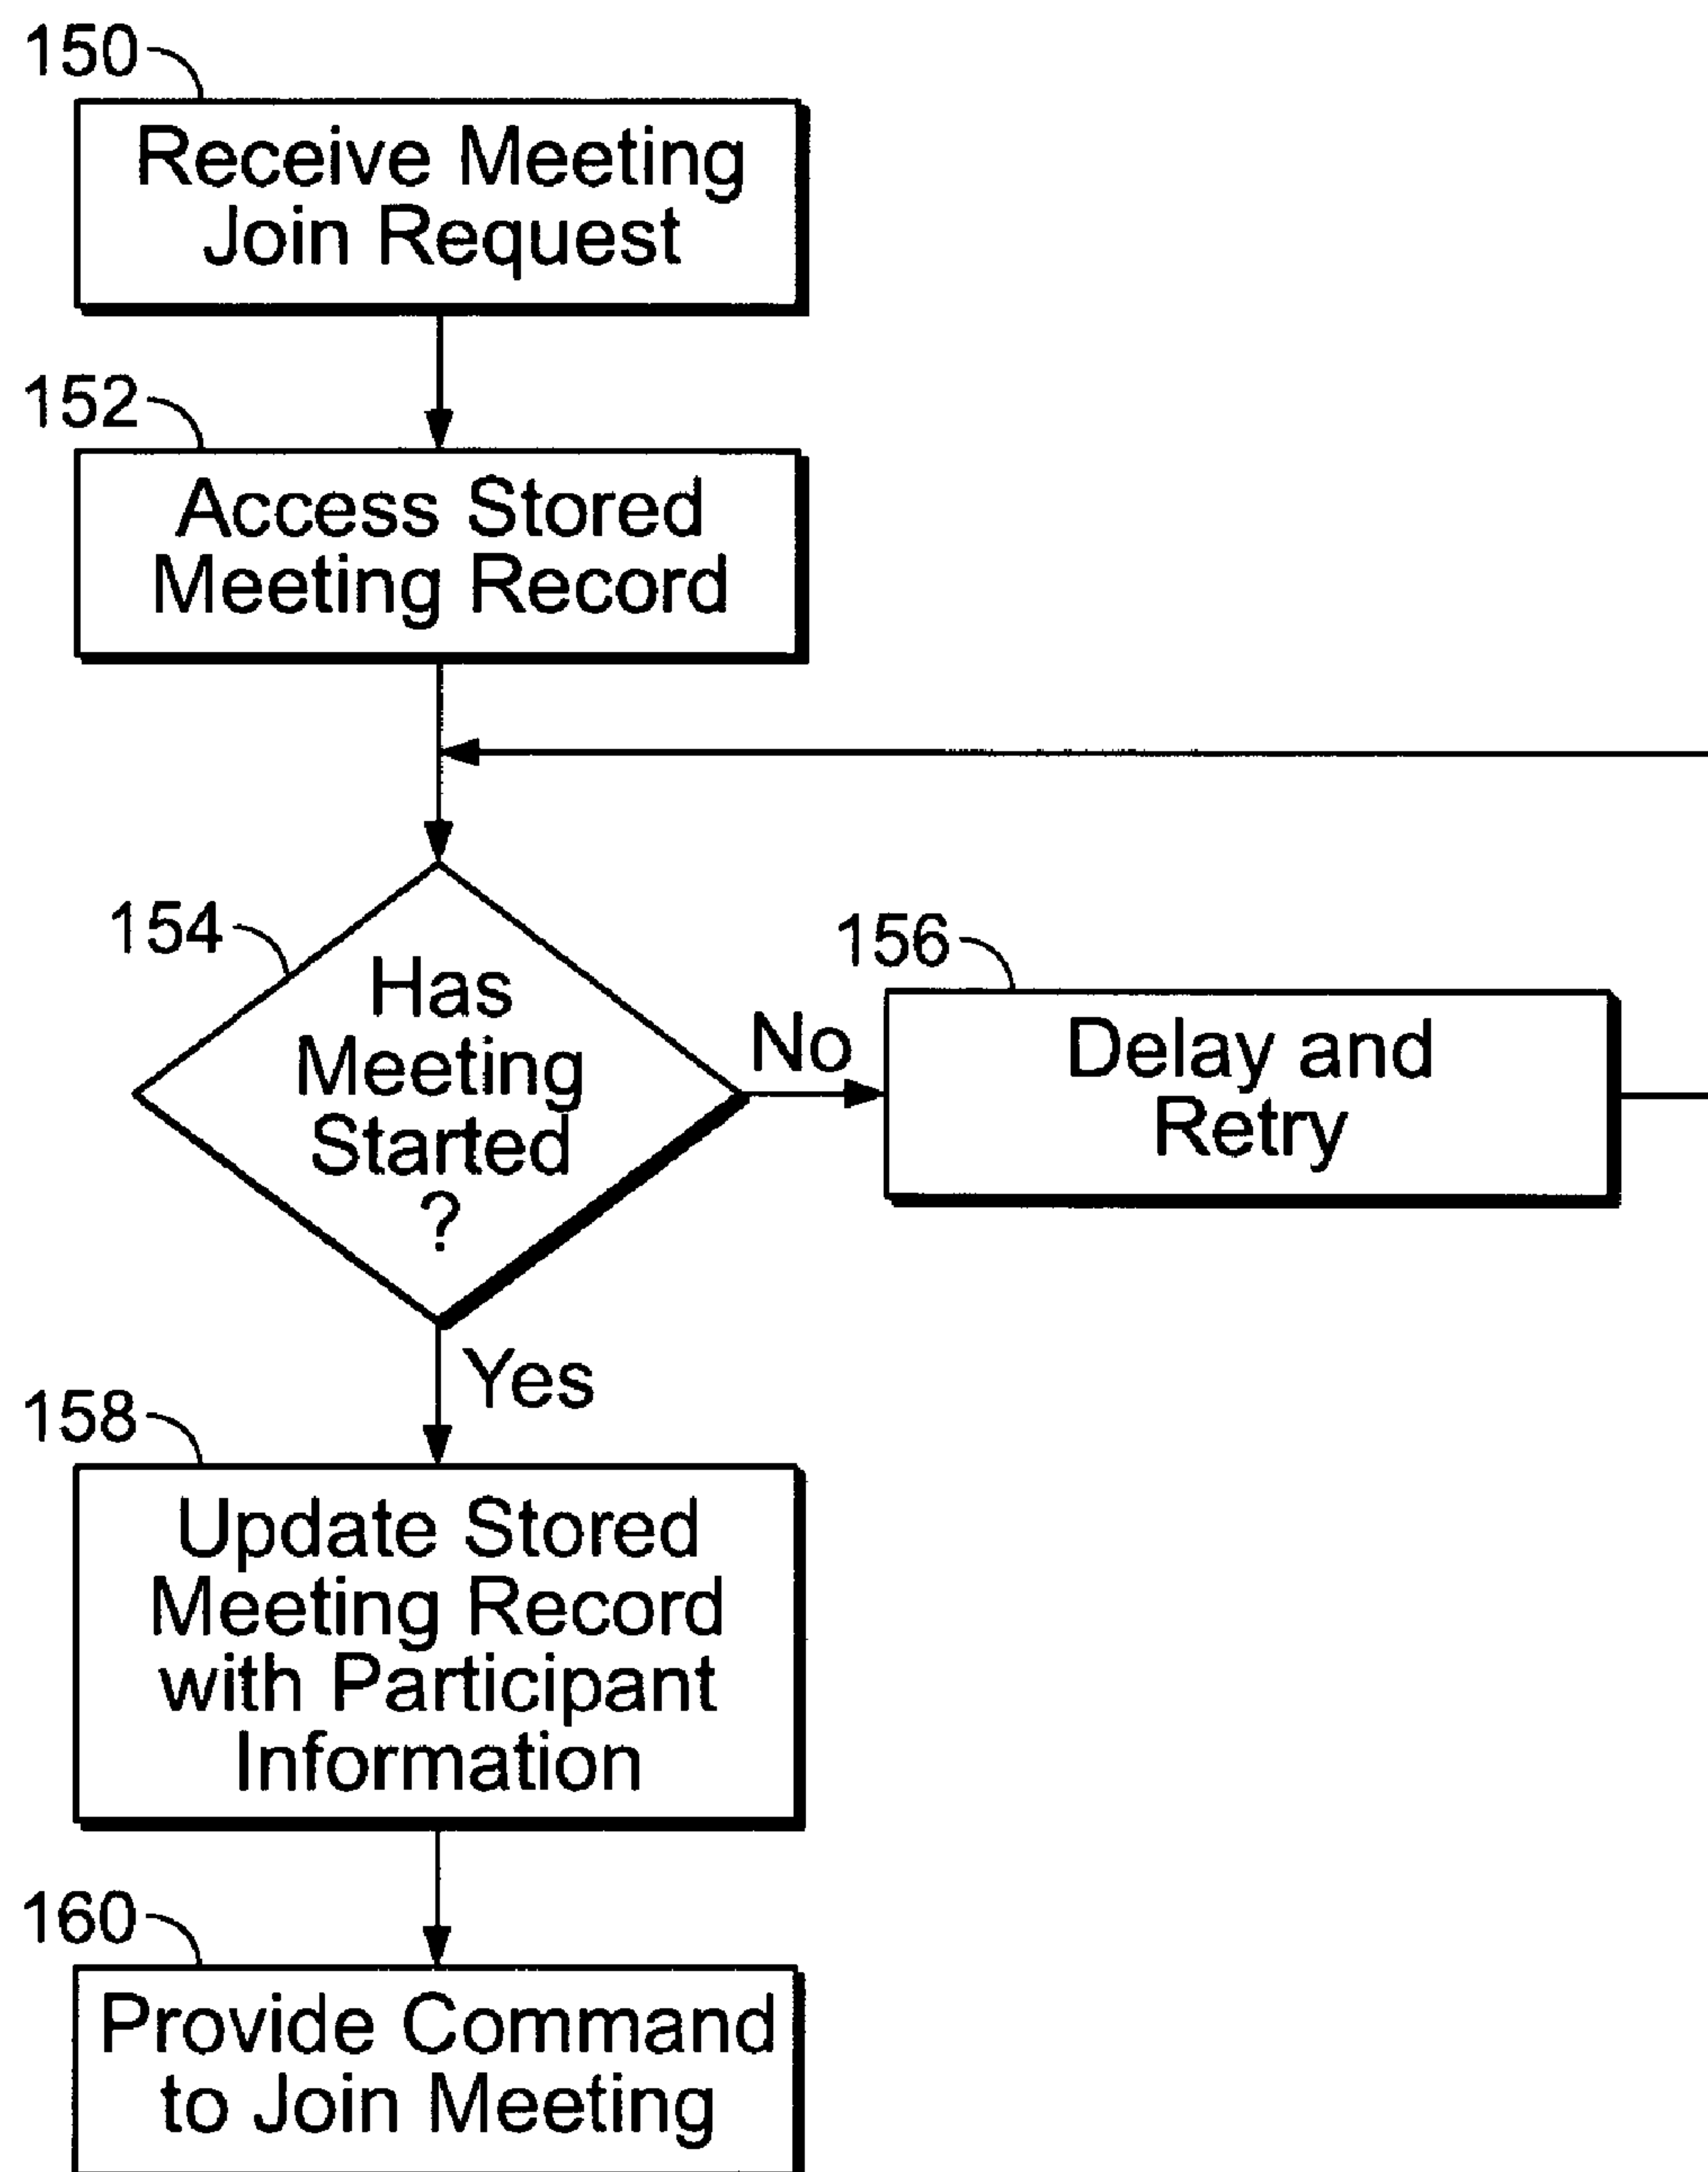 150
Receive Meeting
Join Request
152
Access Stored
Meeting Record
154
Has
Meeting
Started
?
No
156
Delay and
Retry
Yes
158
Update Stored
Meeting Record
with Participant
Information
160
Provide Command
to Join Meeting